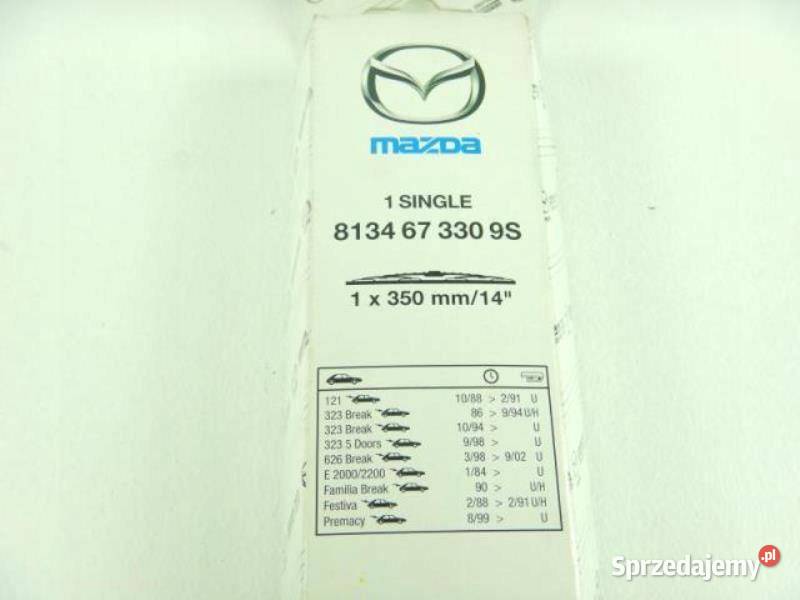 mazda
1 SINGLE
8134 67 330 9S
1 x 350 mm/14"
121 10/88 > 2/91 U
323 Break 86 > 9/94 U/H
323 Break 10/94 > U
323 5 Doors 9/98 > U
626 Break 3/98 > 9/02 U
E 2000/2200 1/84 > U
Familia Break 90 > U/H
Festiva 2/88 > 2/91 U/H
Premacy 8/99 > U
Sprzedajemy.pl